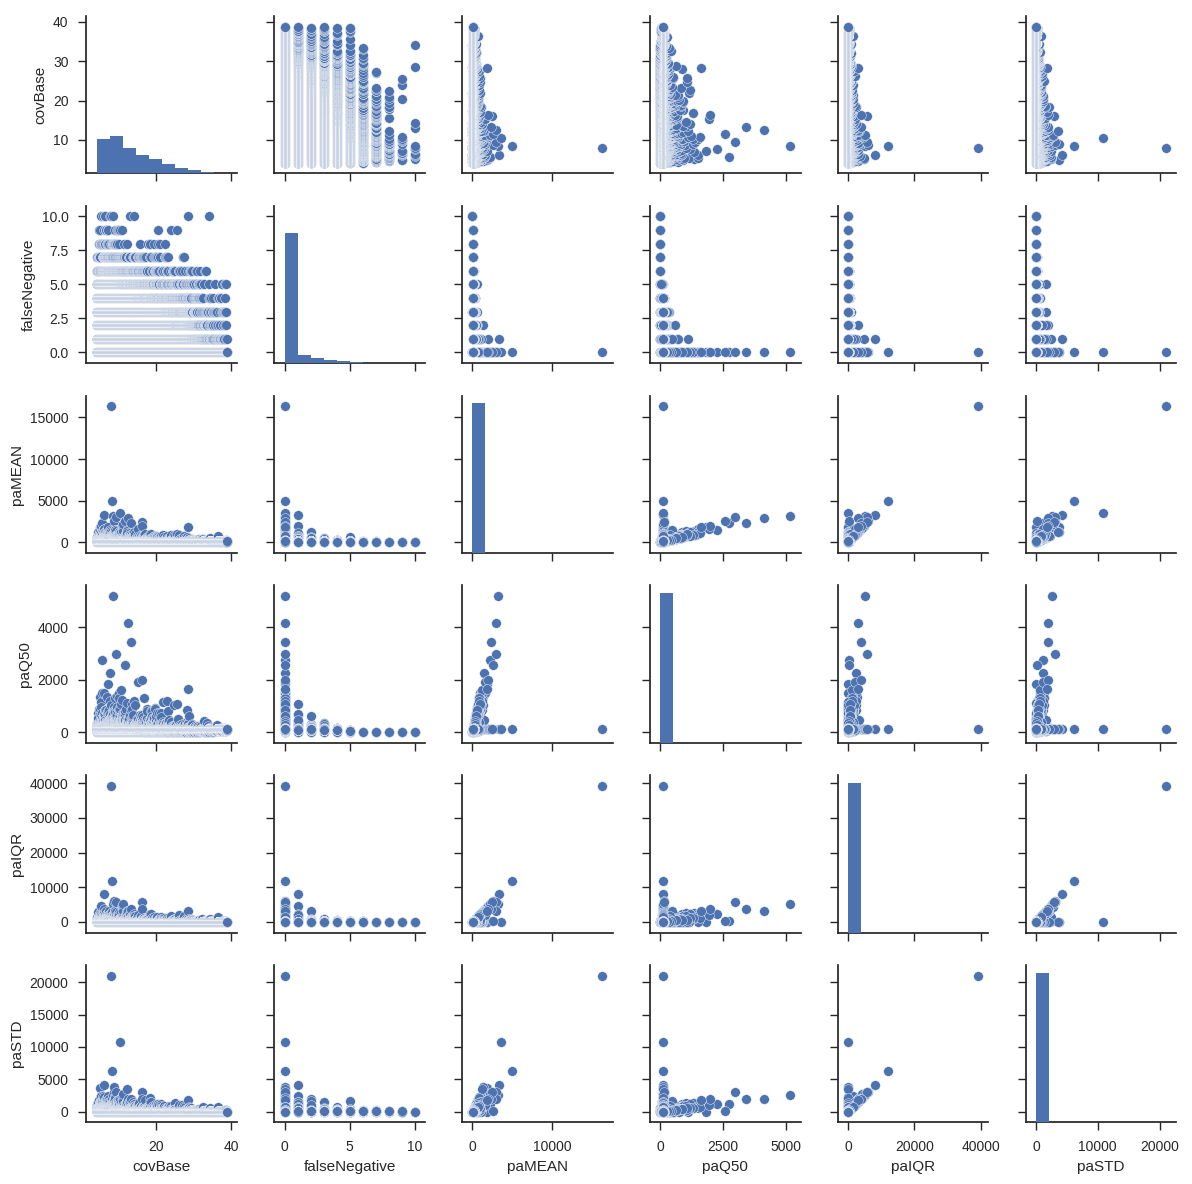 40
30
20
10
covBase
10.0
7.5
5.0
2.5
0.0
falseNegative
15000
10000
5000
0
paMEAN
4000
2000
0
paQ50
40000
30000
20000
10000
0
paIQR
20000
15000
10000
5000
0
paSTD
20 40
0 5 10
0 10000
0 2500 5000
0 20000 40000
0 10000 20000
covBase falseNegative paMEAN paQ50 paIQR paSTD